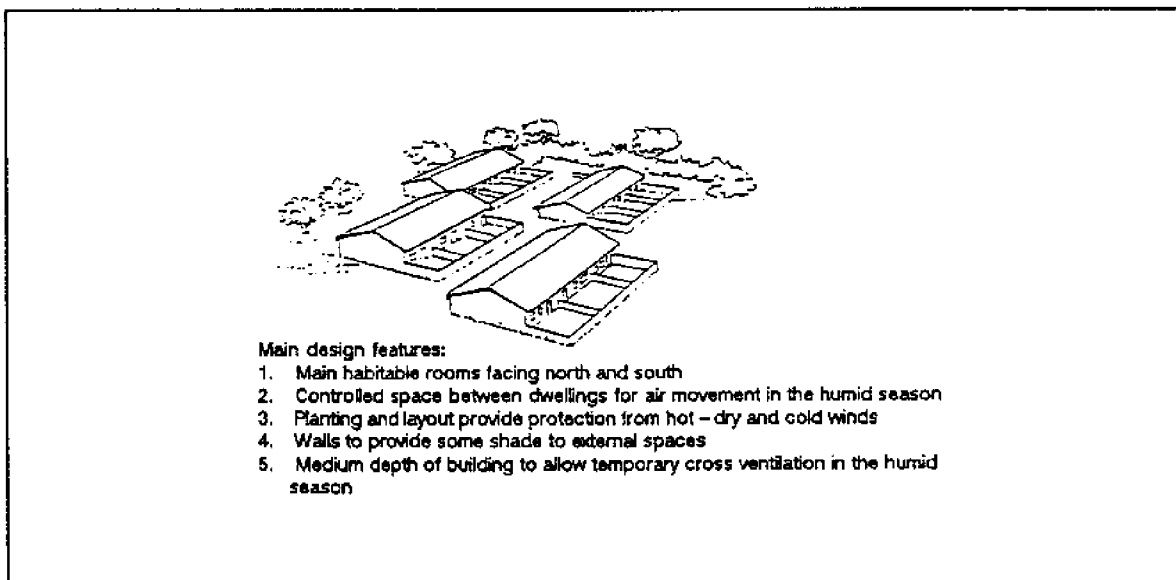 Main design features:
1. Main habitable rooms facing north and south
2. Controlled space between dwellings for air movement in the humid season
3. Planting and layout provide protection from hot – dry and cold winds
4. Walls to provide some shade to external spaces
5. Medium depth of building to allow temporary cross ventilation in the humid
season